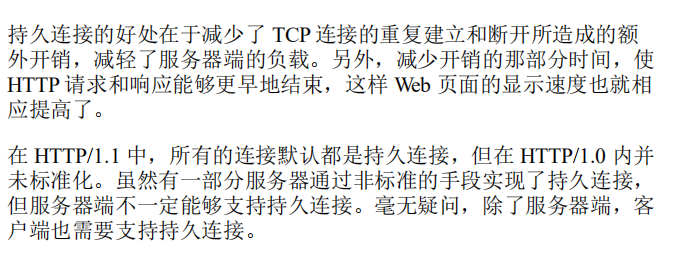 持久连接的好处在于减少了 TCP 连接的重复建立和断开所造成的额
外开销，减轻了服务器端的负载。另外，减少开销的那部分时间，使
HTTP 请求和响应能够更早地结束，这样 Web 页面的显示速度也就相
应提高了。
在 HTTP/1.1 中，所有的连接默认都是持久连接，但在 HTTP/1.0 内并
未标准化。虽然有一部分服务器通过非标准的手段实现了持久连接，
但服务器端不一定能够支持持久连接。毫无疑问，除了服务器端，客
户端也需要支持持久连接。